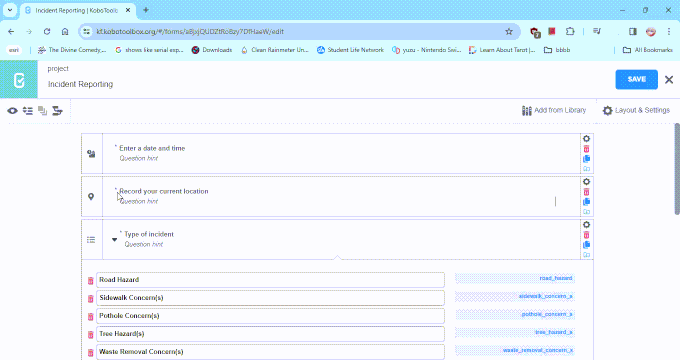 Incident Reporting | KoboToolbo
kf.kobotoolbox.org/#/forms/
/edit
The Divine Comedy,...
shows like serial esp...
Downloads
Clean Rainmeter Un...
Student Life Network
yuzu - Nintendo Swi...
Learn About Tarot |...
bbbb
All Bookmarks
project
Incident Reporting
SAVE
Add from Library
Layout & Settings
* Enter a date and time
Question hint
* Record your current location
Question hint
* Type of incident
Question hint
Road Hazard
road_hazard
Sidewalk Concern(s)
sidewalk_concern_s
Pothole Concern(s)
pothole_concern_s
Tree Hazard(s)
tree_hazard_s
Waste Removal Concern(s)
waste_removal_concern_s